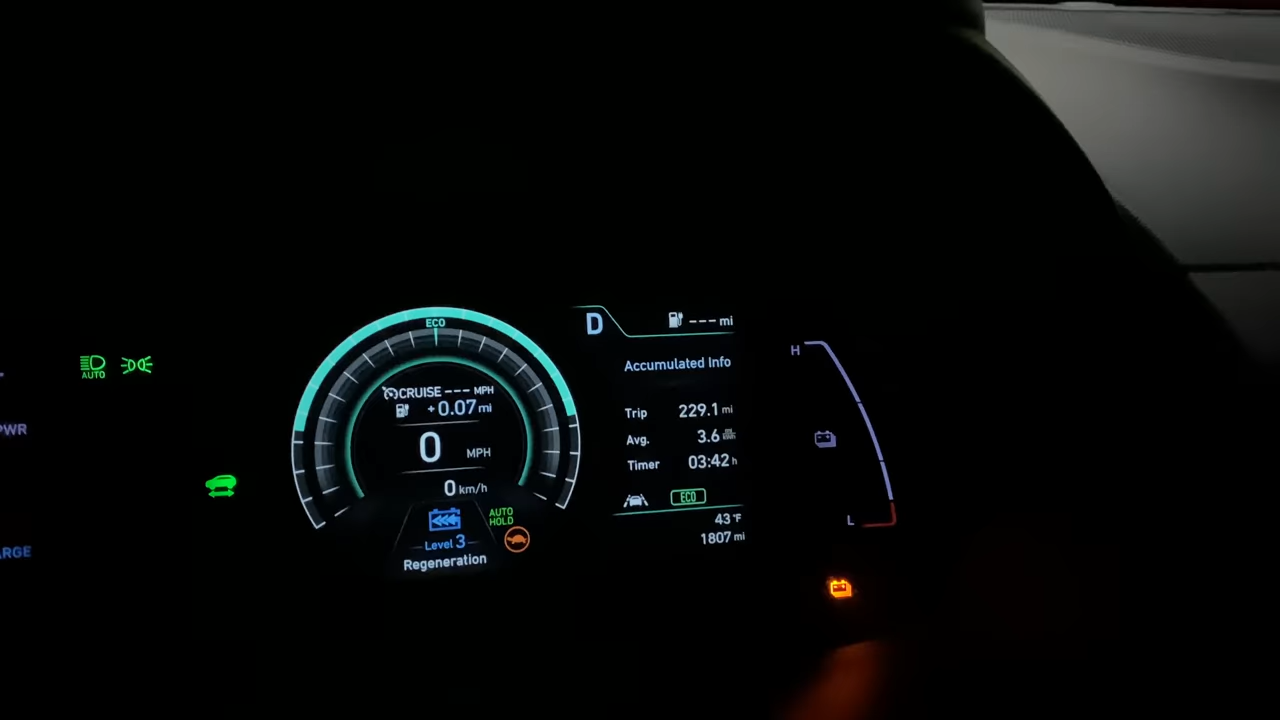 AUTO
PWR
ARGE
ECO
CRUISE --- MPH
+0.07 mi
0 MPH
0 km/h
AUTO
HOLD
Level 3
Regeneration
D
--- mi
Accumulated Info
Trip 229.1 mi
Avg. 3.6
Timer 03:42 h
ECO
43 °F
1807 mi
H
L